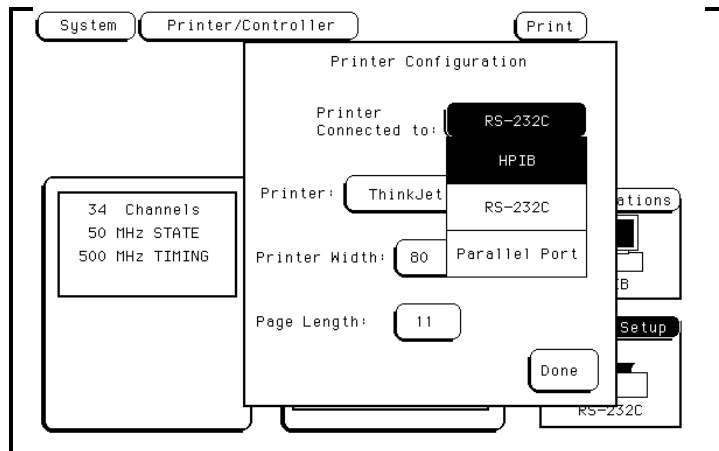 System
Printer/Controller
Print
Printer Configuration
Printer
Connected to:
RS-232C
HPIB
RS-232C
Parallel Port
Printer:
ThinkJet
Printer Width:
80
Page Length:
11
Done
34 Channels
50 MHz STATE
500 MHz TIMING
ations
IB
Setup
RS-232C